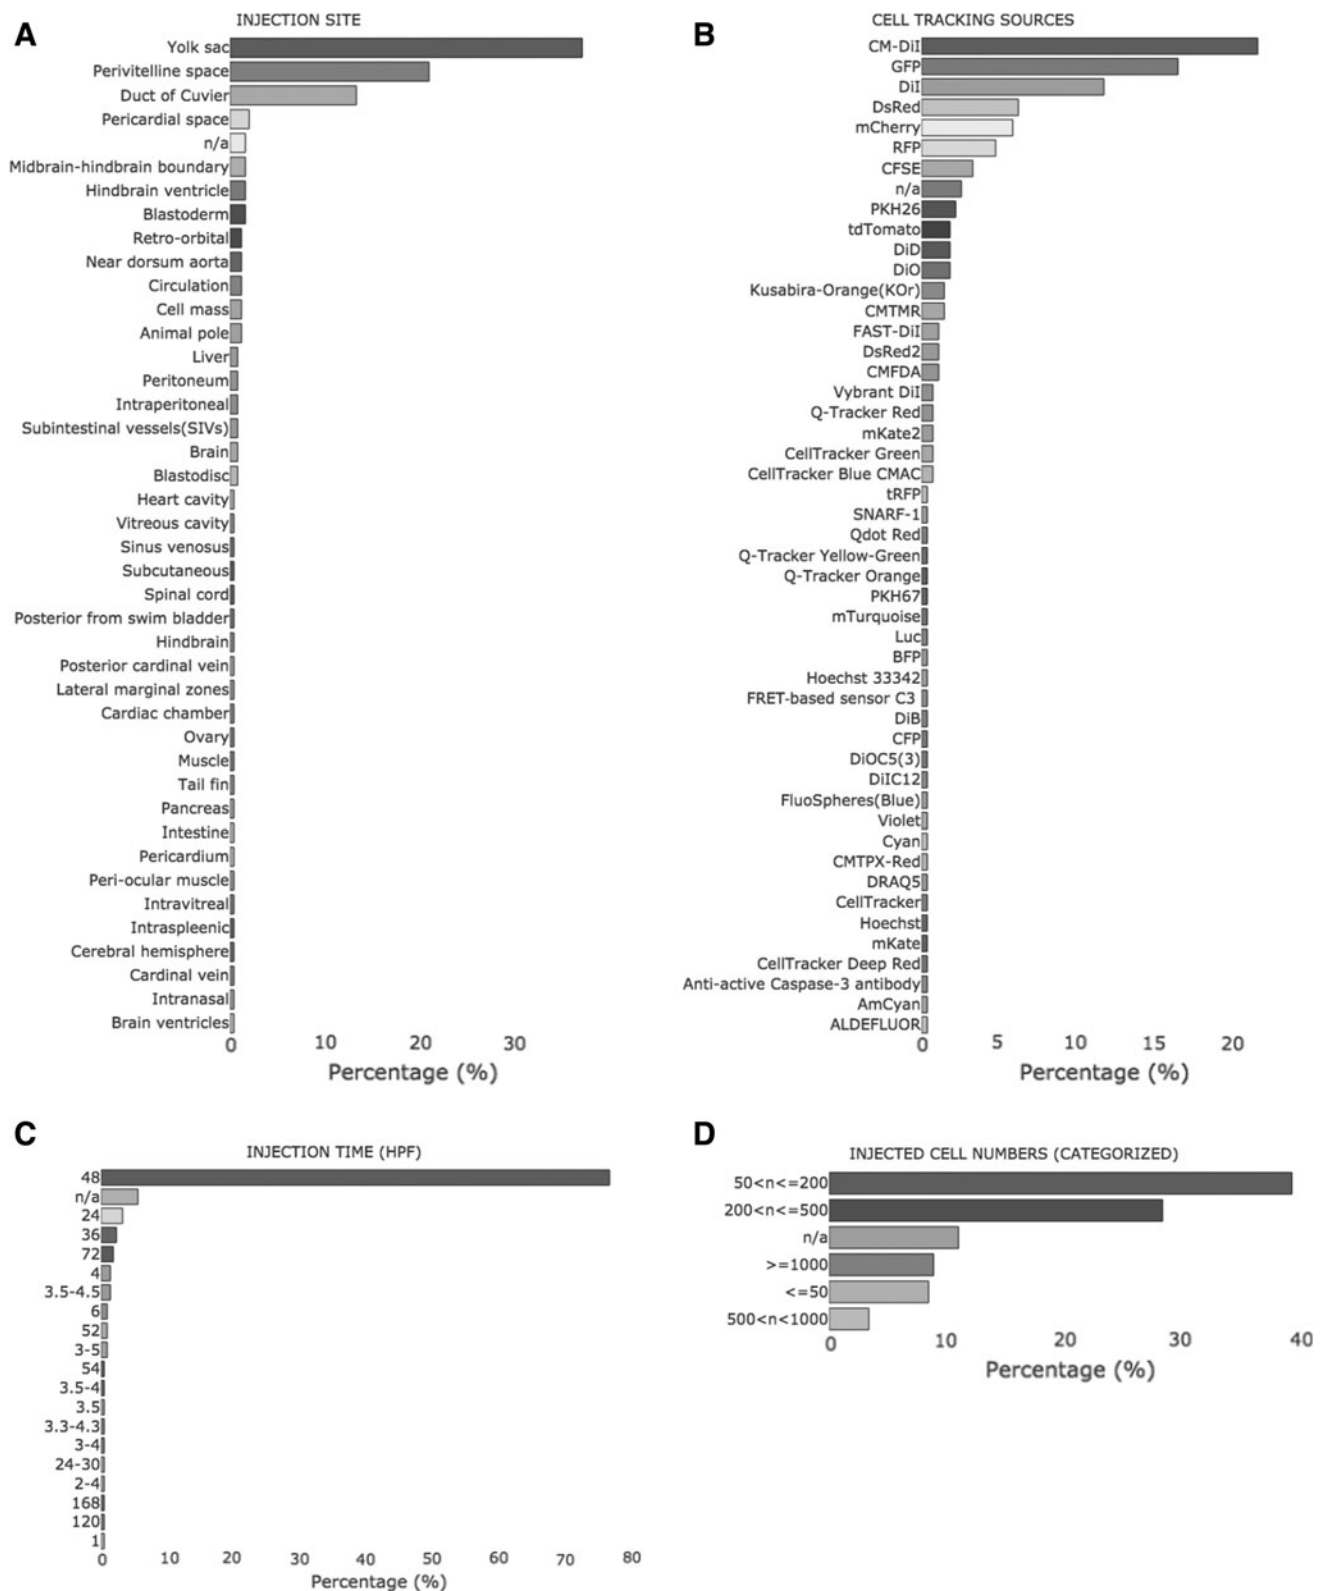 A
INJECTION SITE
Yolk sac
Perivitelline space
Duct of Cuvier
Pericardial space
n/a
Midbrain-hindbrain boundary
Hindbrain ventricle
Blastoderm
Retro-orbital
Near dorsum aorta
Circulation
Cell mass
Animal pole
Liver
Peritoneum
Intraperitoneal
Subintestinal vessels(SIVs)
Brain
Blastodisc
Heart cavity
Vitreous cavity
Sinus venosus
Subcutaneous
Spinal cord
Posterior from swim bladder
Hindbrain
Posterior cardinal vein
Lateral marginal zones
Cardiac chamber
Ovary
Muscle
Tail fin
Pancreas
Intestine
Pericardium
Peri-ocular muscle
Intravitreal
Intraspleenic
Cerebral hemisphere
Cardinal vein
Intranasal
Brain ventricles
0 10 20 30
Percentage (%)
B
CELL TRACKING SOURCES
CM-DiI
GFP
DiI
DsRed
mCherry
RFP
CFSE
n/a
PKH26
tdTomato
DiD
DiO
Kusabira-Orange(KOr)
CMTMR
FAST-DiI
DsRed2
CMFDA
Vybrant DiI
Q-Tracker Red
mKate2
CellTracker Green
CellTracker Blue CMAC
tRFP
SNARF-1
Qdot Red
Q-Tracker Yellow-Green
Q-Tracker Orange
PKH67
mTurquoise
Luc
BFP
Hoechst 33342
FRET-based sensor C3
DiB
CFP
DiOC5(3)
DiIC12
FluoSpheres(Blue)
Violet
Cyan
CMTPX-Red
DRAQ5
CellTracker
Hoechst
mKate
CellTracker Deep Red
Anti-active Caspase-3 antibody
AmCyan
ALDEFLUOR
0 5 10 15 20
Percentage (%)
C
INJECTION TIME (HPF)
48
n/a
24
36
72
4
3.5-4.5
6
52
3-5
54
3.5-4
3.5
3.3-4.3
3-4
24-30
2-4
168
120
1
0 10 20 30 40 50 60 70 80
Percentage (%)
D
INJECTED CELL NUMBERS (CATEGORIZED)
50<n<=200
200<n<=500
n/a
>=1000
<=50
500<n<1000
0 10 20 30 40
Percentage (%)